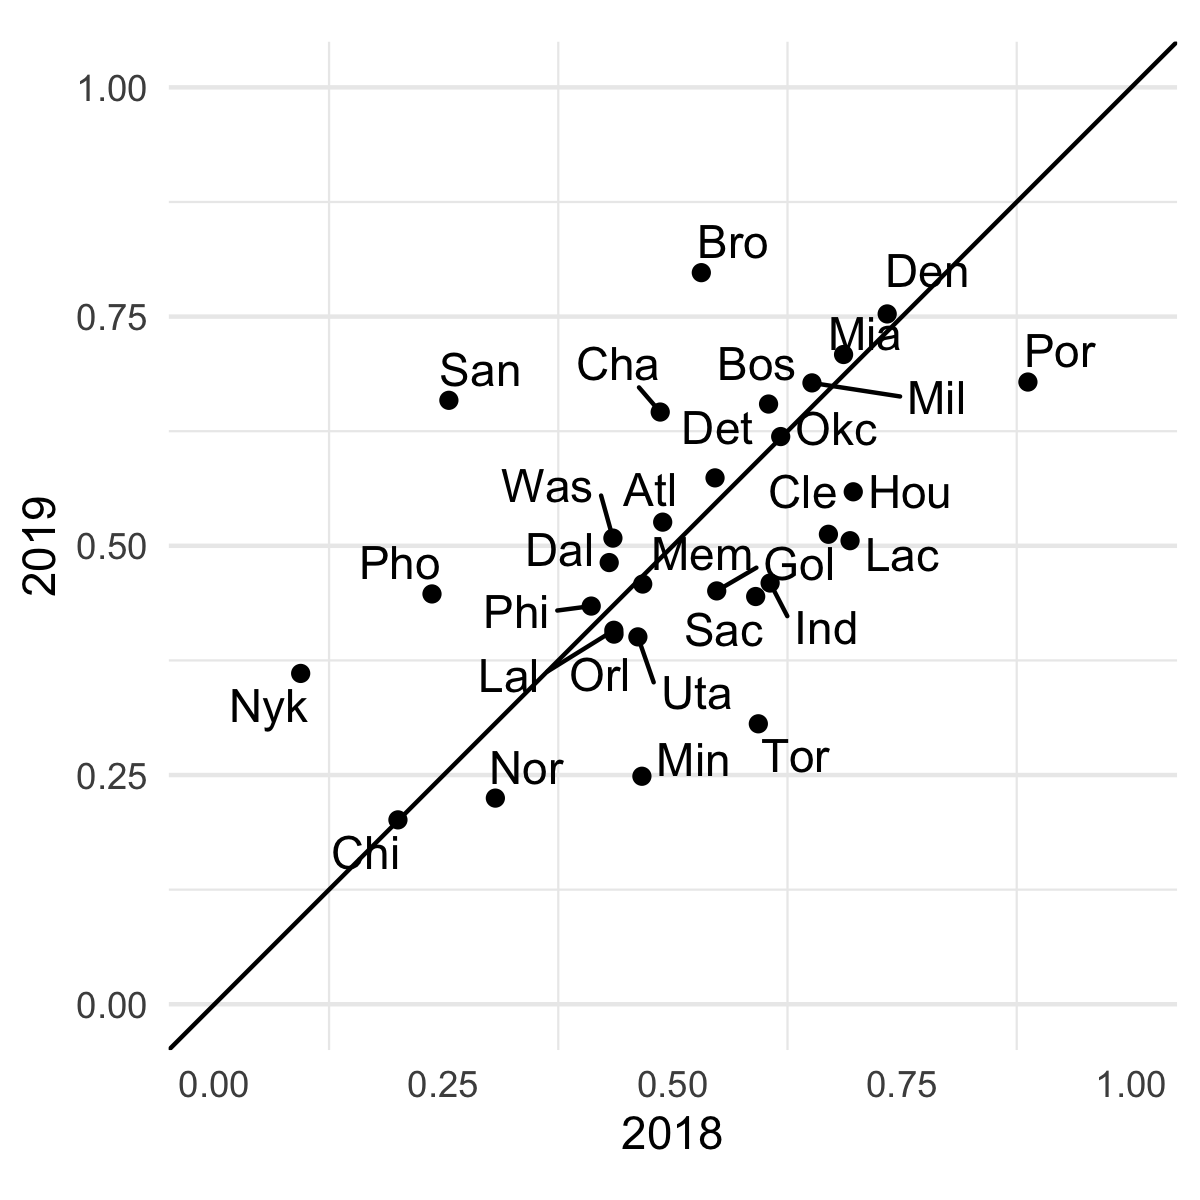 1.00
Bro
Den
0.75
Mia
Por
San
Cha
Bos
Mil
Det
Okc
Was
Atl
Cle
Hou
0.50
Dal
Mem
Gol
Lac
Pho
Phi
Sac
Ind
Lal
Orl
Uta
Nyk
Nor
Min
Tor
0.25
Chi
0.00
2019
0.00 0.25 0.50 0.75 1.00
2018